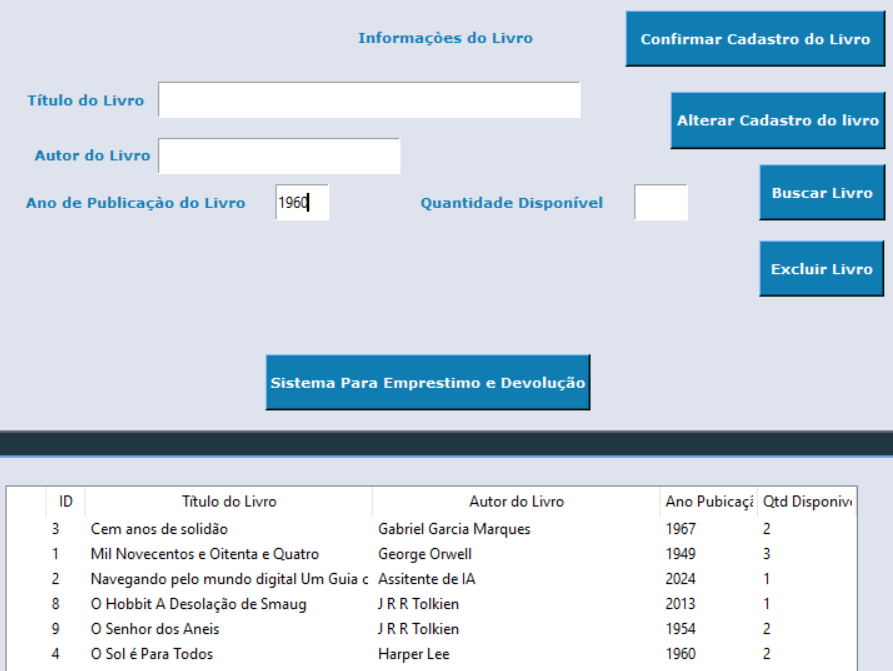 Informaçòes do Livro
Confirmar Cadastro do Livro
Título do Livro
Alterar Cadastro do livro
Autor do Livro
Ano de Publicaçào do Livro 1960 Quantidade Disponível
Buscar Livro
Excluir Livro
Sistema Para Emprestimo e Devolução
ID Título do Livro Autor do Livro Ano Pubicaçã Qtd Disponive
3 Cem anos de solidão Gabriel Garcia Marques 1967 2
1 Mil Novecentos e Oitenta e Quatro George Orwell 1949 3
2 Navegando pelo mundo digital Um Guia c Assitente de IA 2024 1
8 O Hobbit A Desolação de Smaug J R R Tolkien 2013 1
9 O Senhor dos Aneis J R R Tolkien 1954 2
4 O Sol é Para Todos Harper Lee 1960 2